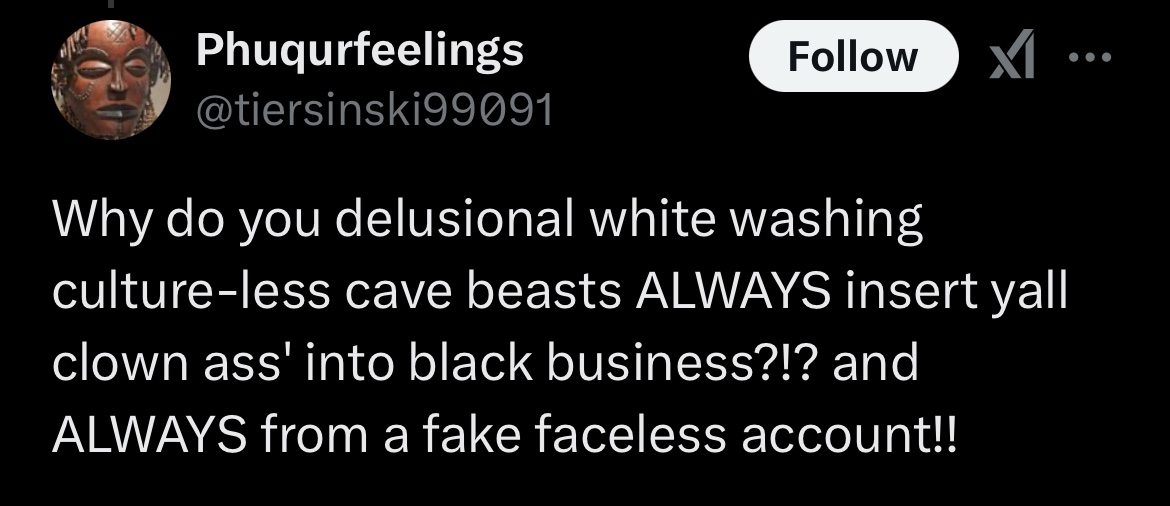 Phuqurfeelings
Follow
@tiersinski99091
Why do you delusional white washing
culture-less cave beasts ALWAYS insert yall
clown ass' into black business?!? and
ALWAYS from a fake faceless account!!